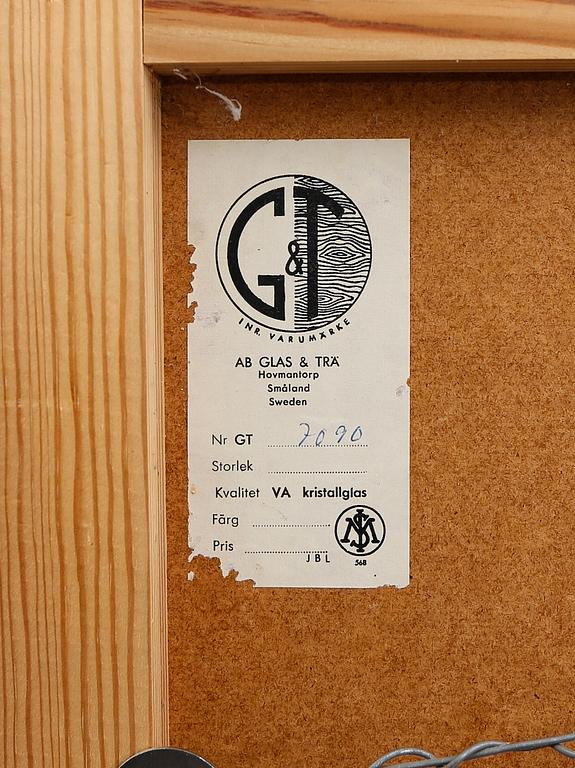 G&T
INR. VARUMÄRKE
AB GLAS & TRÄ
Hovmantorp
Småland
Sweden
Nr GT 7090
Storlek
Kvalitet VA kristallglas
Färg
Pris
JBL
568